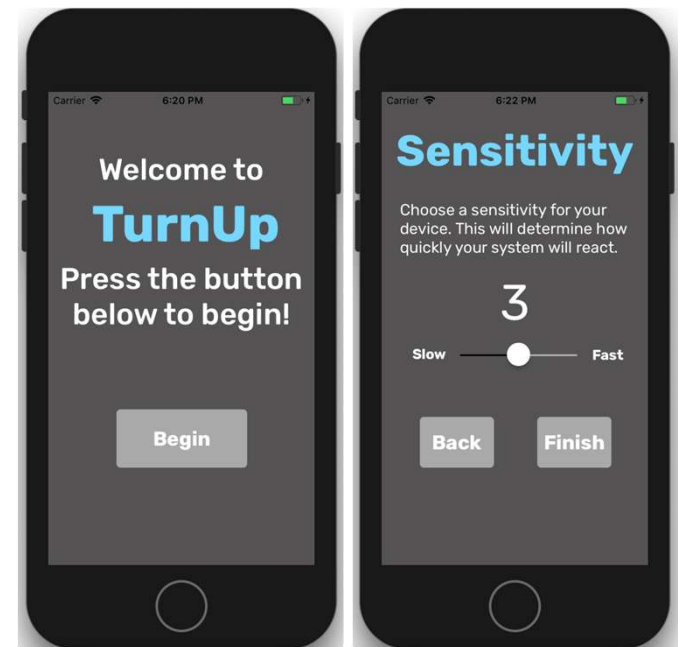 Carrier 6:20 PM
Welcome to
TurnUp
Press the button
below to begin!
Begin
Carrier 6:22 PM
Sensitivity
Choose a sensitivity for your
device. This will determine how
quickly your system will react.
3
Slow Fast
Back Finish